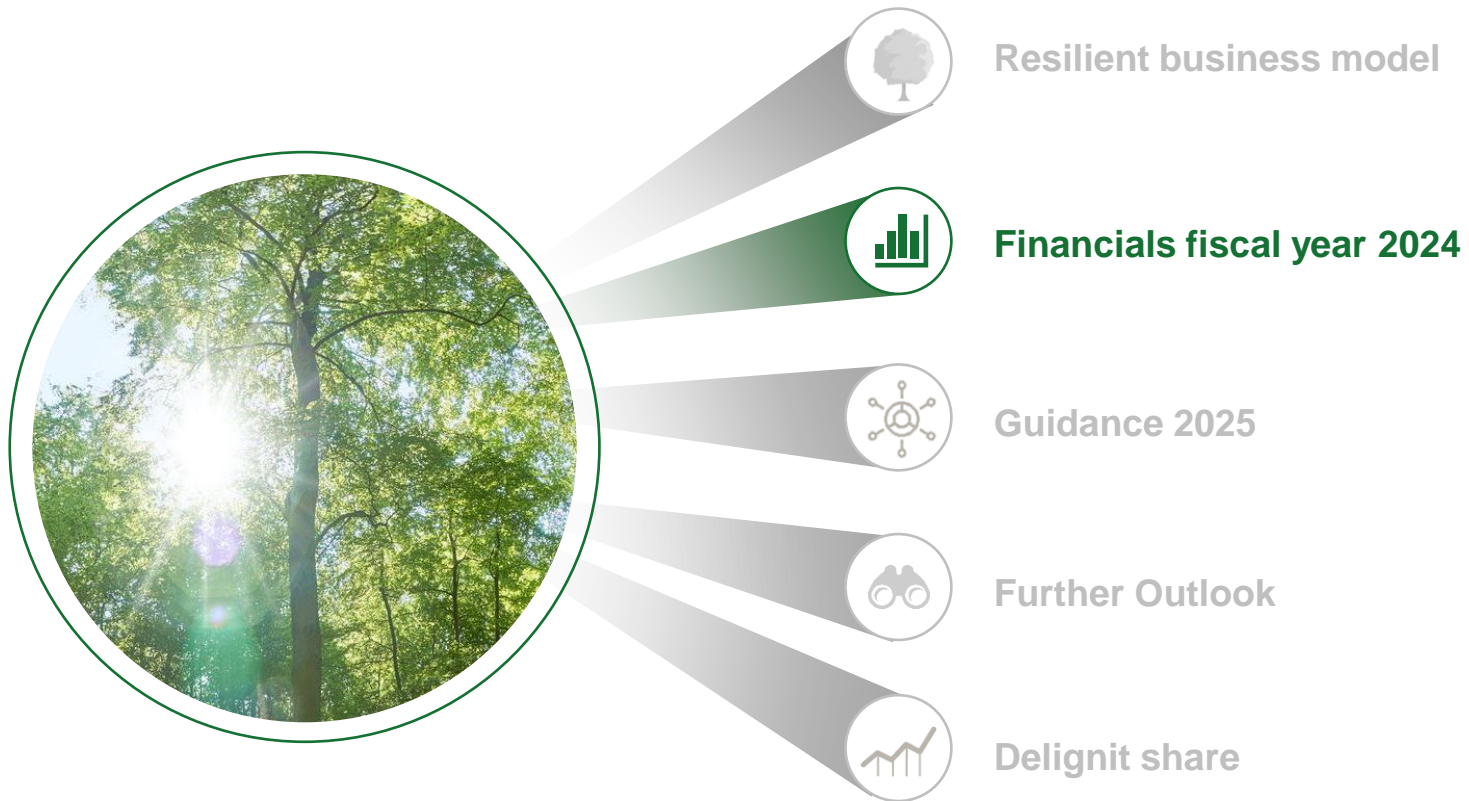 Resilient business model
Financials fiscal year 2024
Guidance 2025
Further Outlook
Delignit share